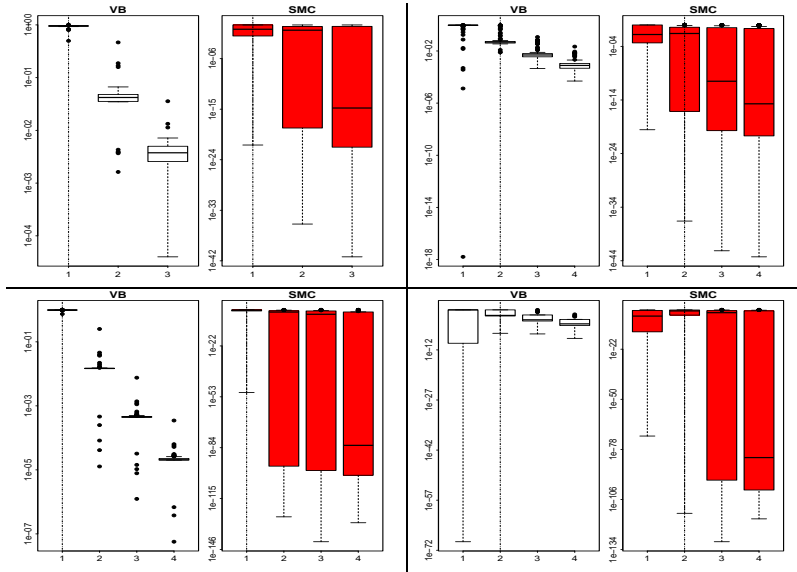 VB
SMC
1e+00
1e-01
1e-02
1e-03
1e-04
1 2 3
1e-06
1e-15
1e-24
1e-33
1e-42
1 2 3
VB
SMC
1e-02
1e-06
1e-10
1e-14
1e-18
1 2 3 4
1e-04
1e-14
1e-24
1e-34
1e-44
1 2 3 4
VB
SMC
1e-01
1e-03
1e-05
1e-07
1 2 3 4
1e-22
1e-53
1e-84
1e-115
1e-146
1 2 3 4
VB
SMC
1e-12
1e-27
1e-42
1e-57
1e-72
1 2 3 4
1e-22
1e-50
1e-78
1e-106
1e-134
1 2 3 4